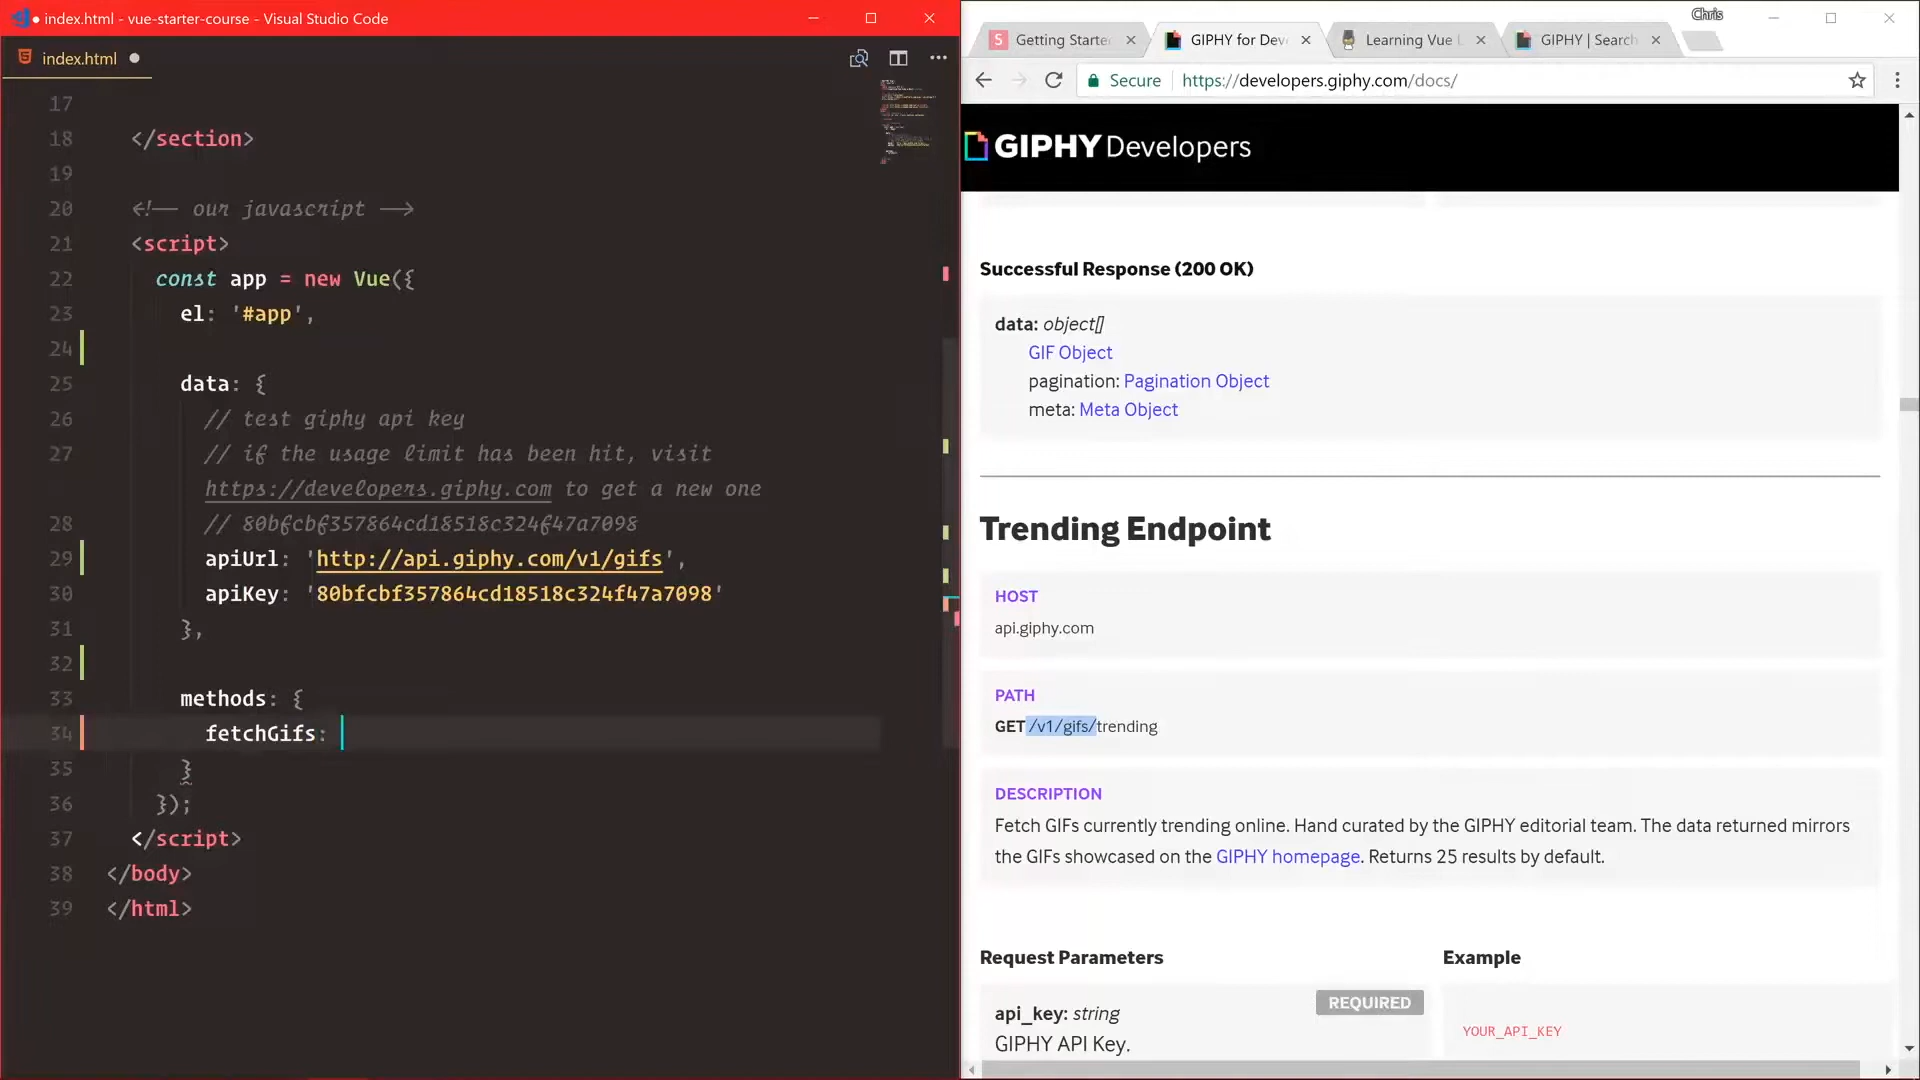 index.html - vue-starter-course - Visual Studio Code
index.html
17
18 </section>
19
20 <!-- our javascript -->
21 <script>
22 const app = new Vue({
23 el: '#app',
24
25 data: {
26 // test giphy api key
27 // if the usage limit has been hit, visit
https://developers.giphy.com to get a new one
28 // 80bfcbf357864cd18518c324f47a7098
29 apiUrl: 'http://api.giphy.com/v1/gifs',
30 apiKey: '80bfcbf357864cd18518c324f47a7098'
31 },
32
33 methods: {
34 fetchGifs:
35 }
36 });
37 </script>
38 </body>
39 </html>
Chris
Getting Starte
GIPHY for Dev
Learning Vue
GIPHY | Search
Secure https://developers.giphy.com/docs/
GIPHY Developers
Successful Response (200 OK)
data: object[]
GIF Object
pagination: Pagination Object
meta: Meta Object
Trending Endpoint
HOST
api.giphy.com
PATH
GET /v1/gifs/trending
DESCRIPTION
Fetch GIFs currently trending online. Hand curated by the GIPHY editorial team. The data returned mirrors
the GIFs showcased on the GIPHY homepage. Returns 25 results by default.
Request Parameters
Example
api_key: string
REQUIRED
GIPHY API Key.
YOUR_API_KEY